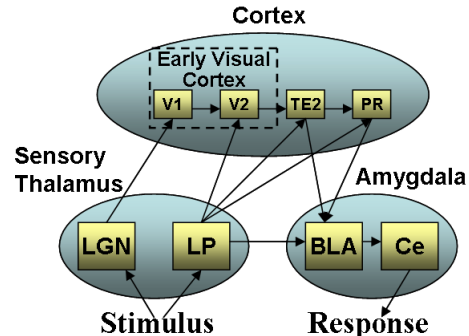 Cortex
Early Visual
Cortex
V1
V2
TE2
PR
Sensory
Thalamus
Amygdala
LGN
LP
BLA
Ce
Stimulus
Response